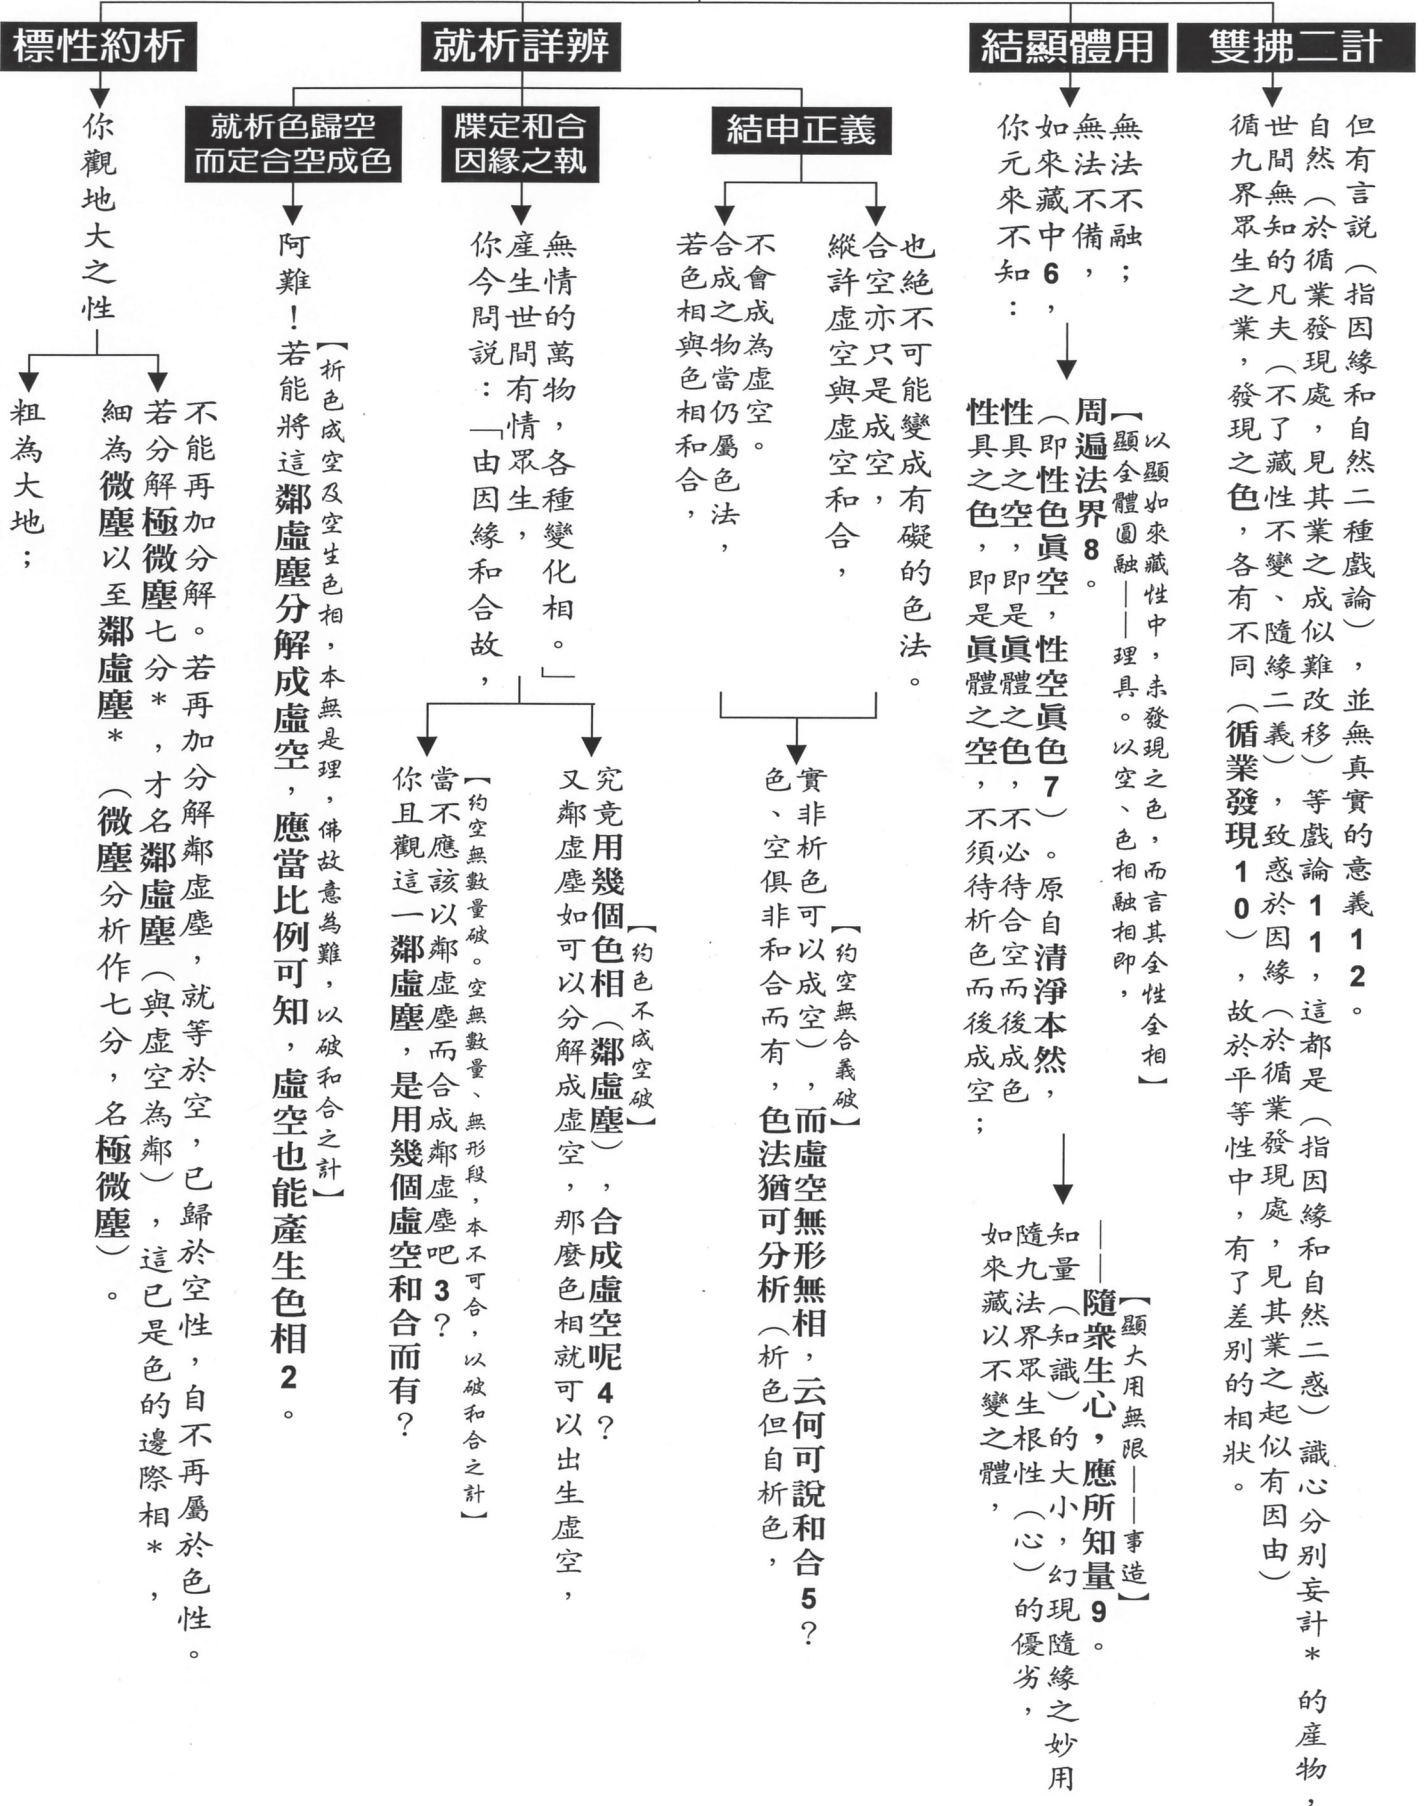 標性約析
你觀地大之性
粗為大地；
細為微塵以至鄰虛塵*（微塵分析作七分，名極微塵）。
若分解極微塵七分*，才名鄰虛塵（與虛空為鄰），這已是色的邊際相*，
不能再加分解。若再加分解鄰虛塵，就等於空，已歸於空性，自不再屬於色性。
就析詳辨
就析色歸空
而定合空成色
阿難！若能將這鄰虛塵分解成虛空，應當比例可知，虛空也能產生色相2。
【析色成空及空生色相，本無是理，佛故意為難，以破和合之計】
牒定和合
因緣之執
你今問説：「由因緣和合故，
產生世間有情眾生，
無情的萬物，各種變化相。」
你且觀這一鄰虛塵，是用幾個虛空和合而有？
當不應該以鄰虛塵而合成鄰虛塵吧3？
【約空無數量破。空無數量、無形段，本不可合，以破和合之計】
又鄰虛塵如可以分解成虛空，那麼色相就可以出生虛空，
究竟用幾個色相（鄰虛塵），合成虛空呢4？
【約色不成空破】
結申正義
若色相與色相和合，
合成之物當仍屬色法，
不會成為虛空。
縱許虛空與虛空和合，
合空亦只是成空，
也絕不可能變成有礙的色法。
色、空俱非和合而有，色法猶可分析（析色但自析色，
實非析色可以成空），而虛空無形無相，云何可說和合5？
【約空無合義破】
結顯體用
你元來不知：
如來藏中6，
無法不備，
無法不融；
性具之色，即是眞體之空，不須待析色而後成空；
性具之空，即是眞體之色，不必待合空而後成色
（即性色眞空，性空眞色7）。原自清淨本然，
周遍法界8。
【顯全體圓融——理具。以空、色相融相即，
以顯如來藏性中，未發現之色，而言其全性全相】
如來藏以不變之體，
隨九法界眾生根性（心）的優劣，
知量（知識）的大小，幻現隨緣之妙用
——隨衆生心，應所知量9。
【顯大用無限——事造】
雙拂二計
循九界眾生之業，發現之色，各有不同（循業發現10），故於平等性中，有了差別的相狀。
世間無知的凡夫（不了藏性不變、隨緣二義），致惑於因緣（於循業發現處，見其業之起似有因由）
自然（於循業發現處，見其業之成似難改移）等戲論11，這都是（指因緣和自然二惑）識心分別妄計*的產物，
但有言說（指因緣和自然二種戲論），並無真實的意義12。